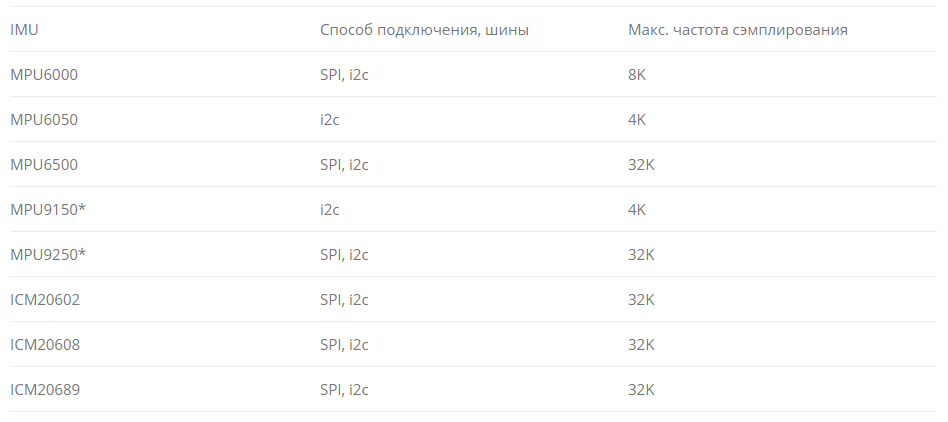 IMU Способ подключения, шины Макс. частота сэмплирования
MPU6000 SPI, i2c 8K
MPU6050 i2c 4K
MPU6500 SPI, i2c 32K
MPU9150* i2c 4K
MPU9250* SPI, i2c 32K
ICM20602 SPI, i2c 32K
ICM20608 SPI, i2c 32K
ICM20689 SPI, i2c 32K